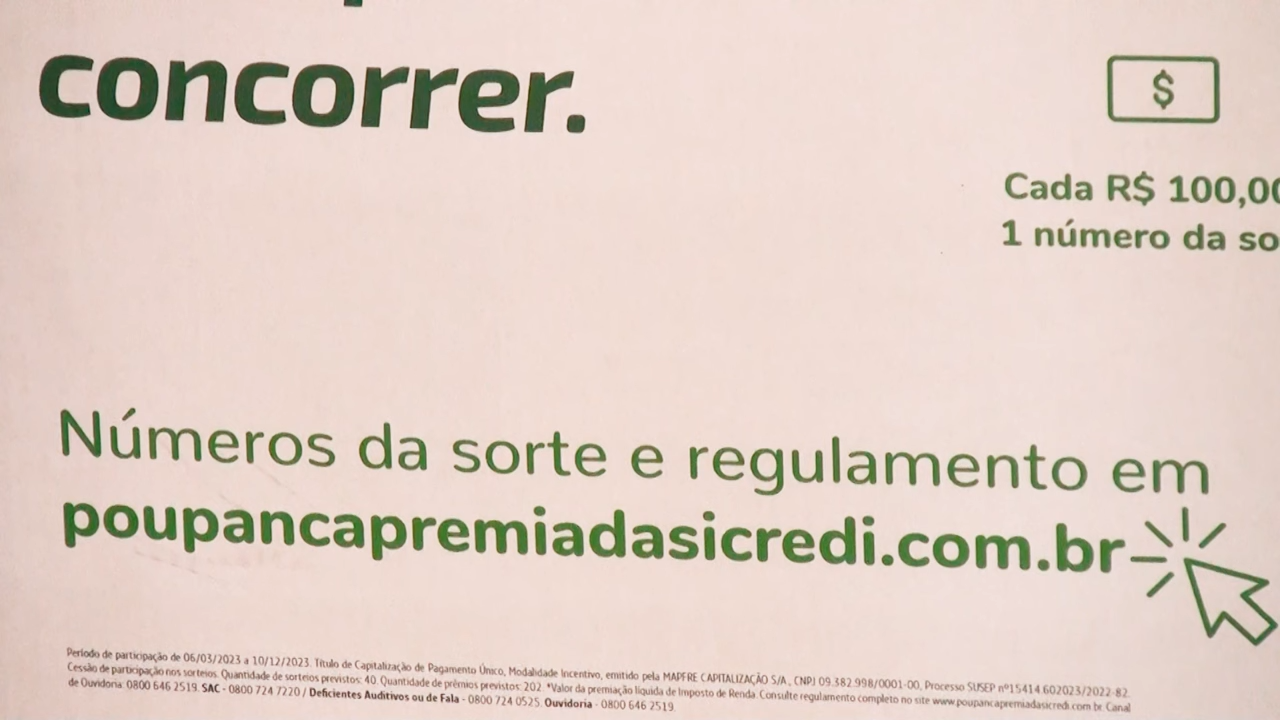 concorrer.
$
Cada R$ 100,00
1 número da so
Números da sorte e regulamento em
poupancapremiadasicredi.com.br
Período de participação de 06/03/2023 a 10/12/2023. Título de Capitalização de Pagamento Único, Modalidade Incentivo, emitido pela MAPFRE CAPITALIZAÇÃO S/A., CNPJ 09.382.998/0001-00, Processo SUSEP nº15414.602023/2022-82.
Cessão de participação nos sorteios. Quantidade de sorteios previstos: 40. Quantidade de prêmios previstos: 202. *Valor da premiação líquida de Imposto de Renda. Consulte regulamento completo no site www.poupancapremiadasicredi.com.br. Canal
de Ouvidoria: 0800 646 2519. SAC - 0800 724 7220 / Deficientes Auditivos ou de Fala - 0800 724 0525. Ouvidoria - 0800 646 2519.